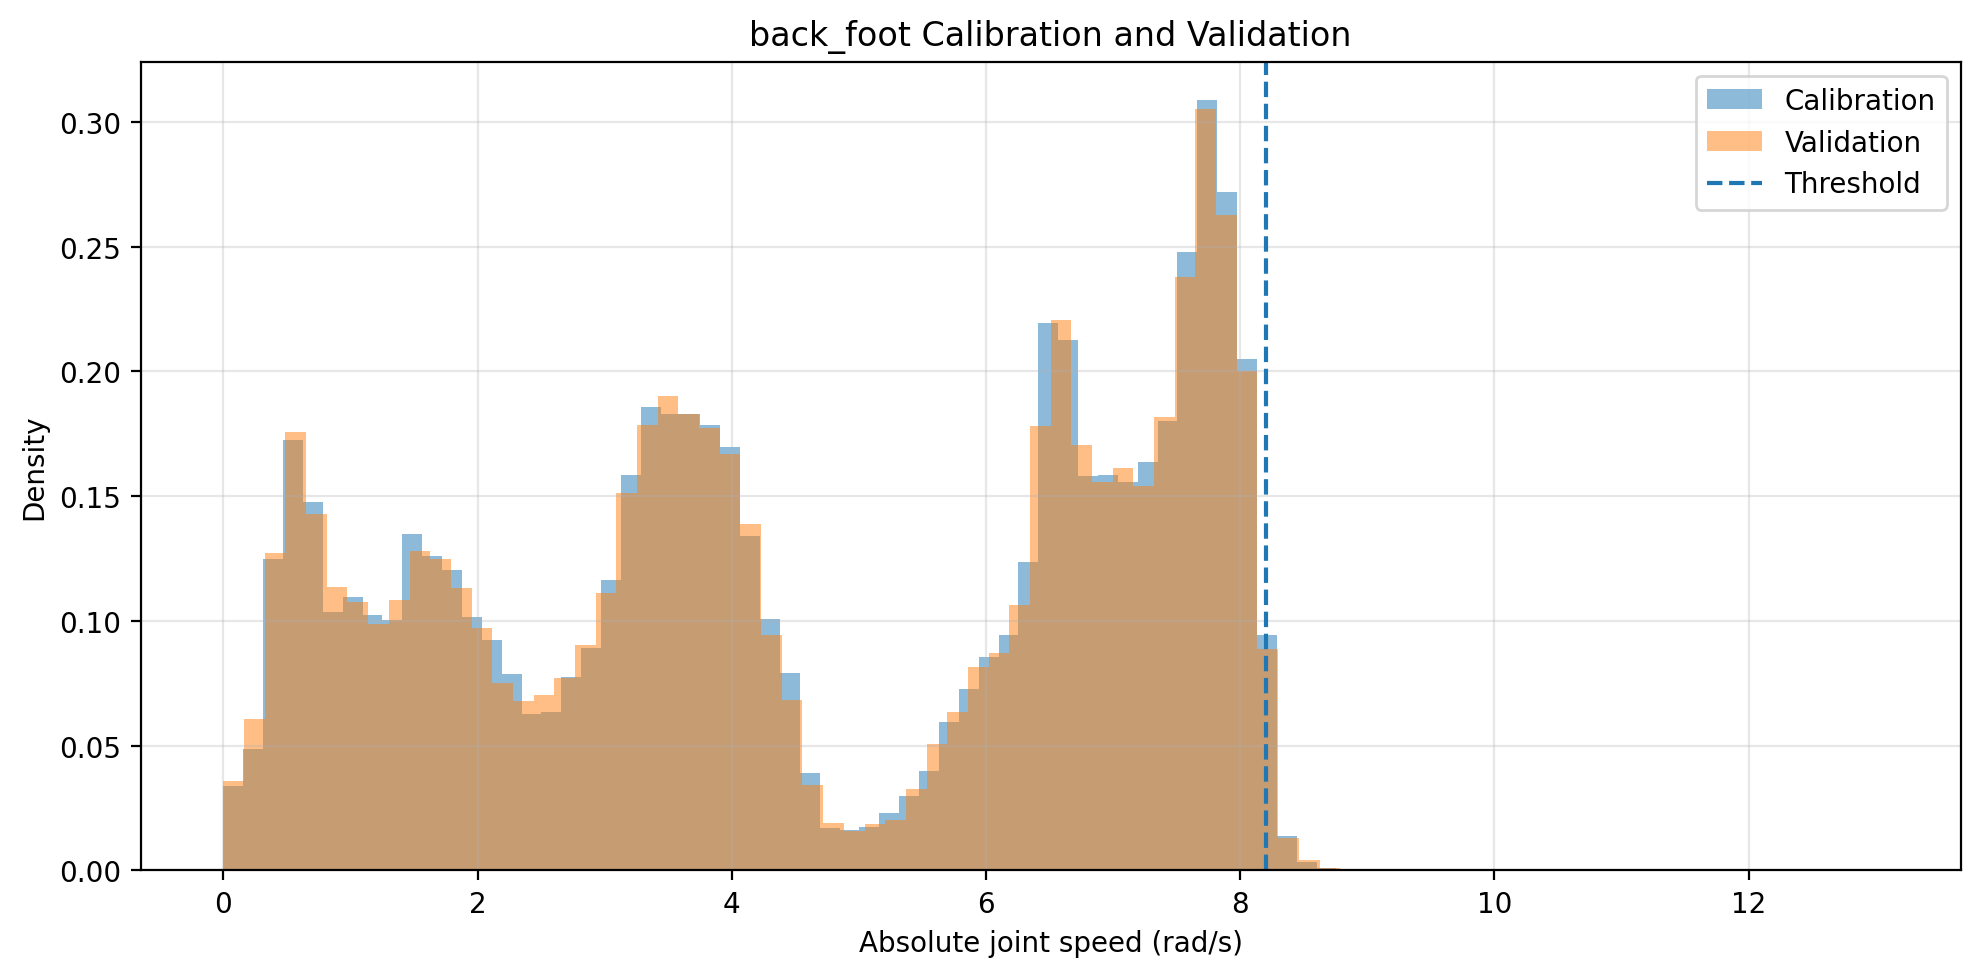 back_foot Calibration and Validation
Calibration
Validation
Threshold
0.30
0.25
0.20
0.15
0.10
0.05
0.00
Density
0 2 4 6 8 10 12
Absolute joint speed (rad/s)